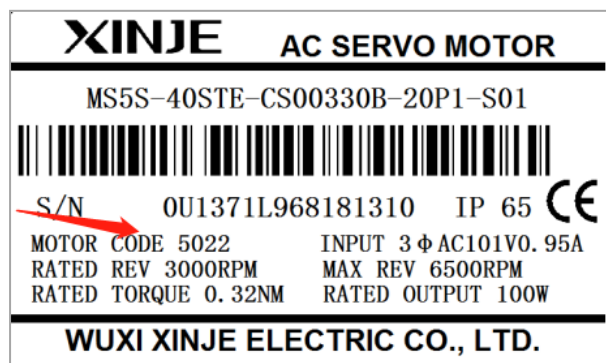 XINJE AC SERVO MOTOR
MS5S-40STE-CS00330B-20P1-S01
S/N 0U1371L968181310 IP 65 CE
MOTOR CODE 5022 INPUT 3ΦAC101V0.95A
RATED REV 3000RPM MAX REV 6500RPM
RATED TORQUE 0.32NM RATED OUTPUT 100W
WUXI XINJE ELECTRIC CO., LTD.